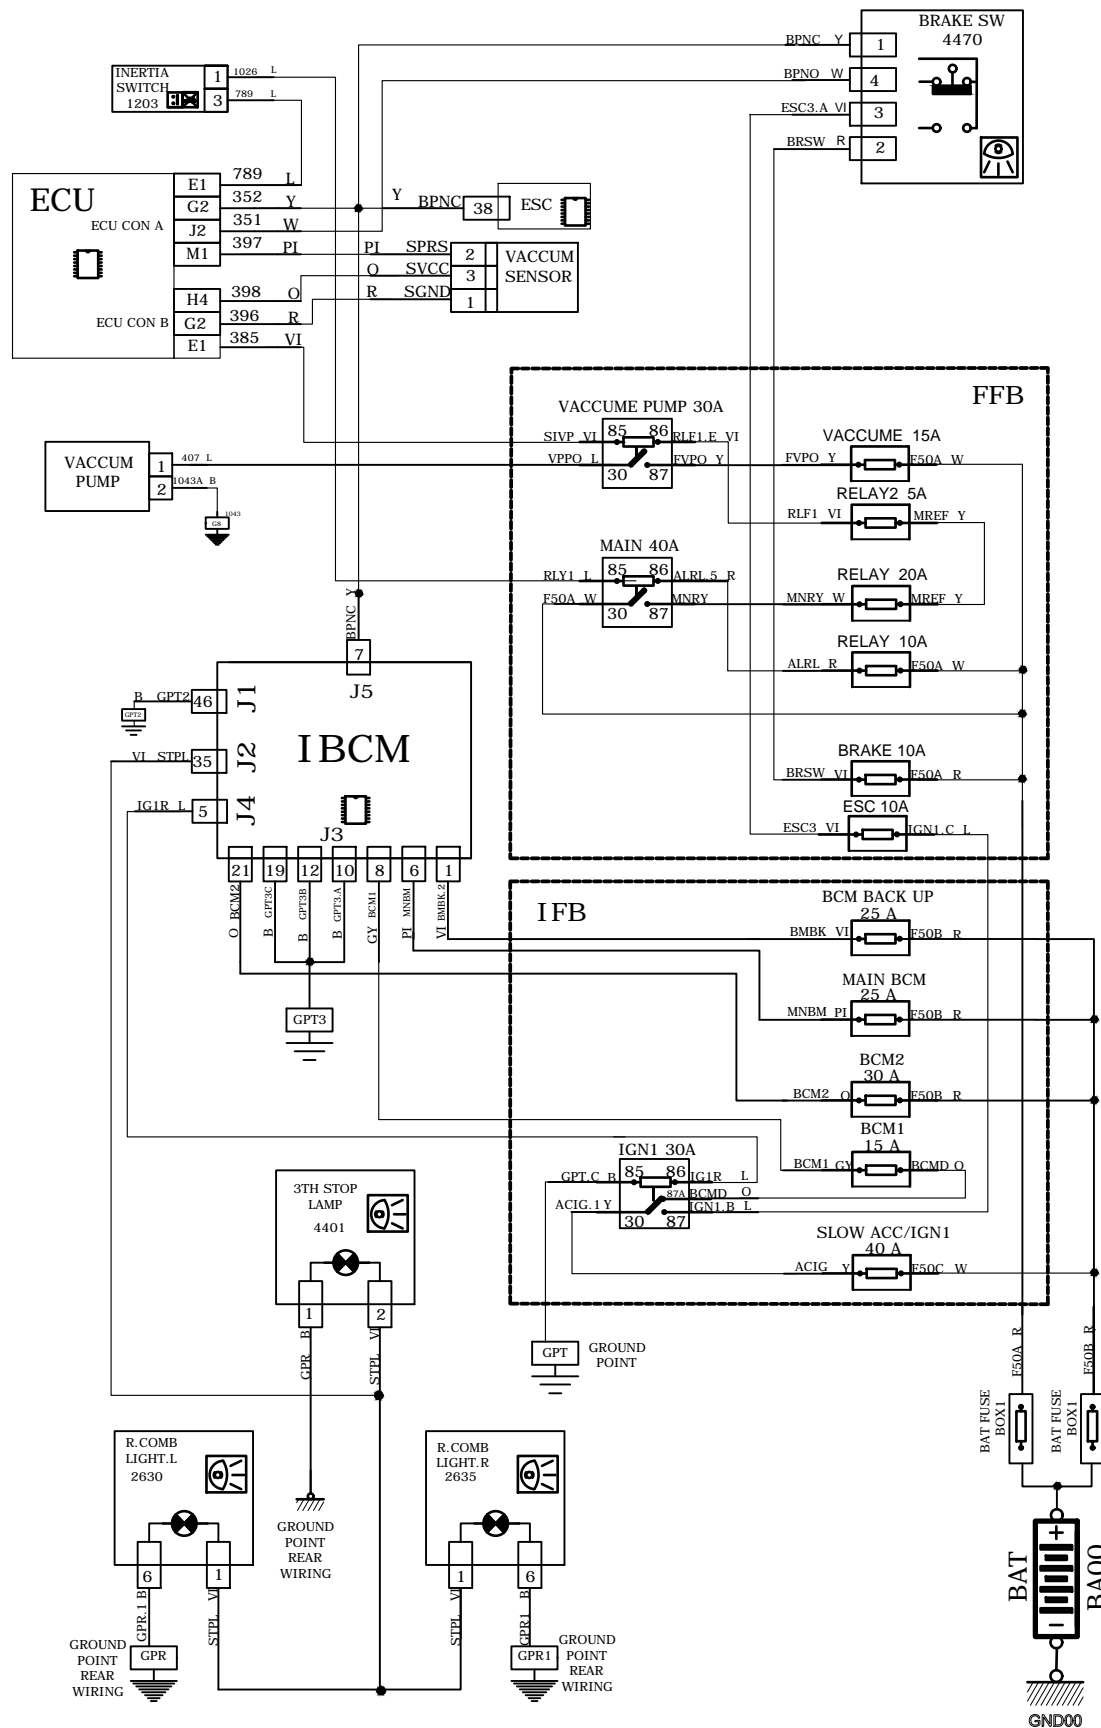 BRAKE SW
4470
BPNC Y
1
BPNO W
4
ESC3.A VI
3
BRSW R
2
INERTIA
SWITCH
1203
1
1026 L
3
789 L
ECU
ECU CON A
E1 789 L
G2 352 Y
J2 351 W
M1 397 PI
ECU CON B
H4 398 O
G2 396 R
E1 385 VI
Y BPNC 38 ESC
PI SPRS 2
O SVCC 3
R SGND 1
VACCUM
SENSOR
FFB
VACCUME PUMP 30A
85 86
SIVP VI
RLF1.E VI
VPPO L
FVPO Y
30 87
VACCUM
PUMP
1 407 L
2 1043A B
1043
G8
VACCUME 15A
FVPO Y
F50A W
RELAY2 5A
RLF1 VI
MREF Y
MAIN 40A
85 86
RLY1 L
ALRL.5 R
F50A W
MNRY
30 87
RELAY 20A
MNRY W
MREF Y
RELAY 10A
ALRL R
F50A W
BRAKE 10A
BRSW VI
F50A R
ESC 10A
ESC3 VI
IGN1.C L
BPNC Y
7
J5
IBCM
B GPT2
46
J1
GPT2
VI STPL
35
J2
IG1R L
5
J4
J3
21 19 12 10 8 6 1
O BCM2
B GPT3C
B GPT3B
B GPT3.A
GY BCM1
PI MNBM
VI BMBK.2
GPT3
IFB
BCM BACK UP
25 A
BMBK VI
F50B R
MAIN BCM
25 A
MNBM PI
F50B R
BCM2
30 A
BCM2 O
F50B R
BCM1
15 A
BCM1 GY
BCMD O
IGN1 30A
85 86
GPT.C B
IG1R L
87A
BCMD O
ACIG.1 Y
IGN1.B L
30 87
SLOW ACC/IGN1
40 A
ACIG Y
F50C W
GPT
GROUND
POINT
3TH STOP
LAMP
4401
1 2
GPR B
STPL VI
F50A R
F50B R
BAT FUSE
BOX1
BAT FUSE
BOX1
R.COMB
LIGHT.L
2630
6 1
GPR.1 B
STPL VI
GROUND
POINT
REAR
WIRING
GPR
GROUND
POINT
REAR
WIRING
R.COMB
LIGHT.R
2635
1 6
STPL VI
GPR1 B
GPR1
GROUND
POINT
REAR
WIRING
+
BAT
BA00
−
GND00